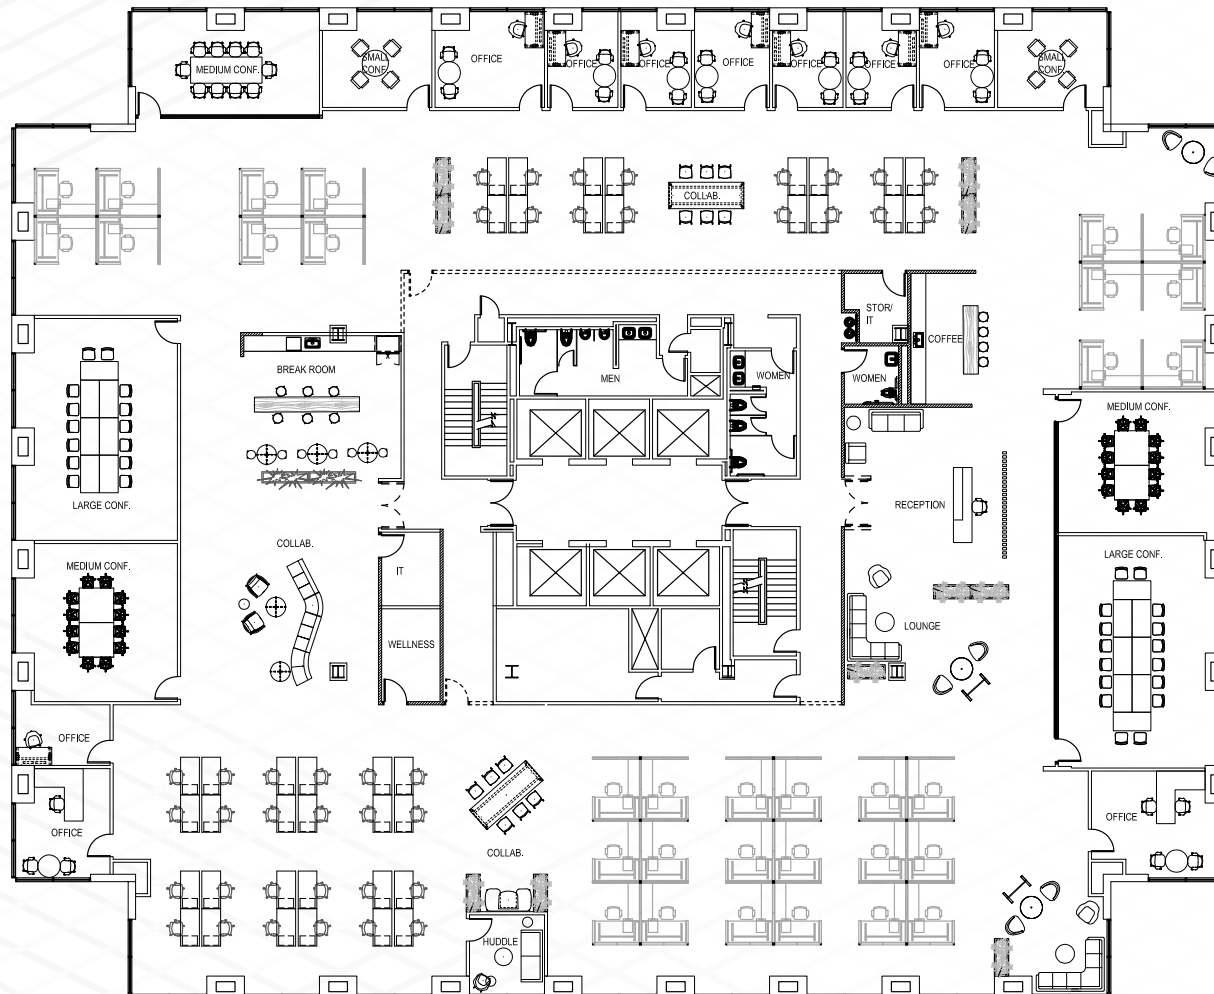 MEDIUM CONF.
SMALL
CONF.
OFFICE
OFFICE
OFFICE
OFFICE
OFFICE
OFFICE
OFFICE
SMALL
CONF.
COLLAB.
STOR/
IT
COFFEE
BREAK ROOM
MEN
WOMEN
WOMEN
MEDIUM CONF.
LARGE CONF.
RECEPTION
COLLAB.
LARGE CONF.
MEDIUM CONF.
IT
LOUNGE
WELLNESS
OFFICE
OFFICE
OFFICE
COLLAB.
HUDDLE